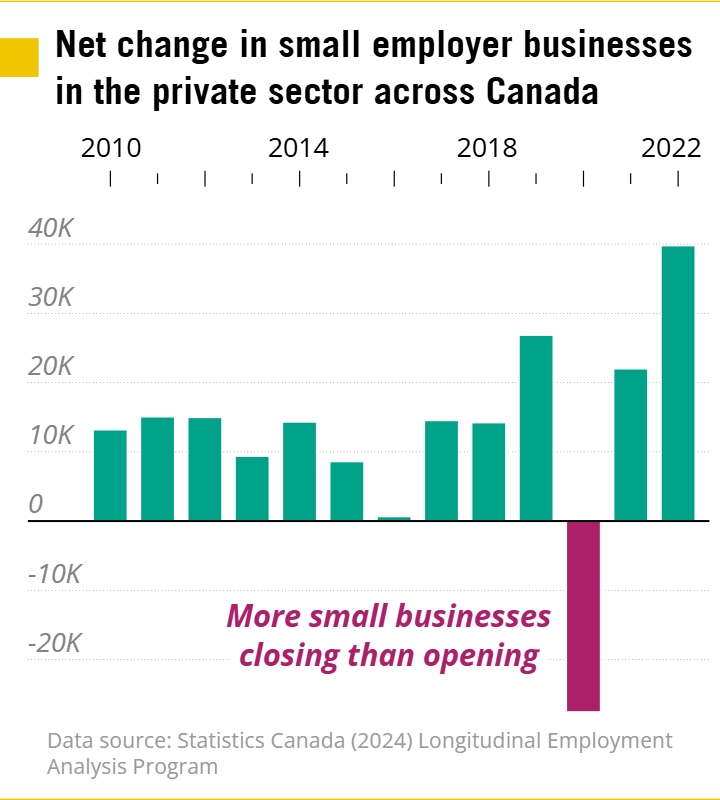 Net change in small employer businesses
in the private sector across Canada
2010 2014 2018 2022
40K
30K
20K
10K
0
-10K
More small businesses
-20K
closing than opening
Data source: Statistics Canada (2024) Longitudinal Employment
Analysis Program